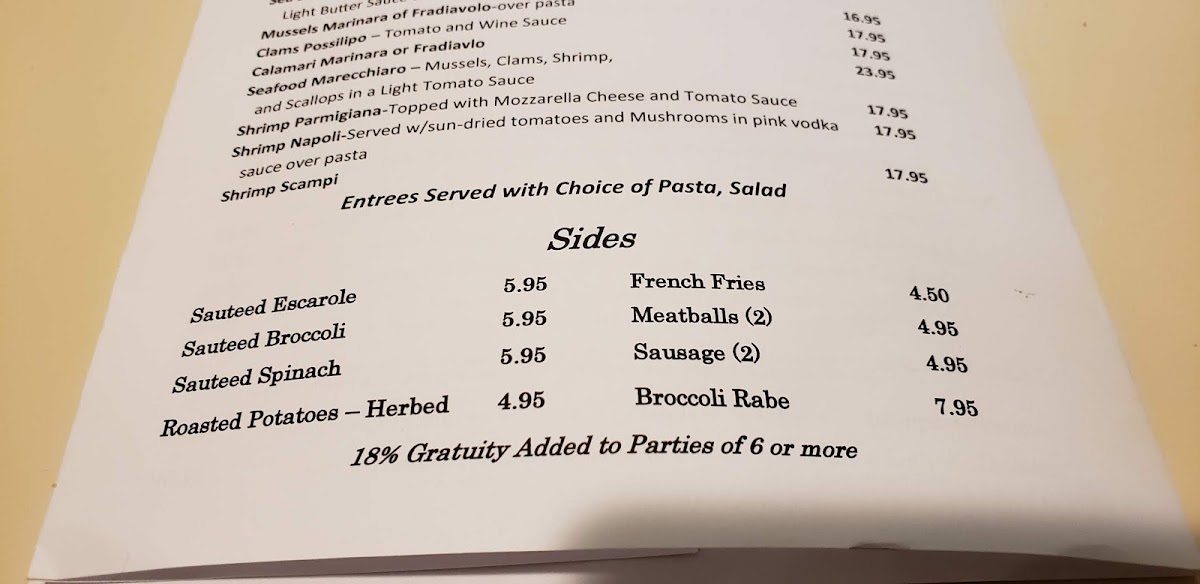 Light Butter Sauce
Mussels Marinara of Fradiavolo-over pasta 16.95
Clams Possilipo – Tomato and Wine Sauce 17.95
Calamari Marinara or Fradiavlo 17.95
Seafood Marecchiaro – Mussels, Clams, Shrimp, 23.95
and Scallops in a Light Tomato Sauce
Shrimp Parmigiana-Topped with Mozzarella Cheese and Tomato Sauce 17.95
Shrimp Napoli-Served w/sun-dried tomatoes and Mushrooms in pink vodka 17.95
sauce over pasta
Shrimp Scampi 17.95
Entrees Served with Choice of Pasta, Salad
Sides
Sauteed Escarole 5.95 French Fries 4.50
Sauteed Broccoli 5.95 Meatballs (2) 4.95
Sauteed Spinach 5.95 Sausage (2) 4.95
Roasted Potatoes – Herbed 4.95 Broccoli Rabe 7.95
18% Gratuity Added to Parties of 6 or more